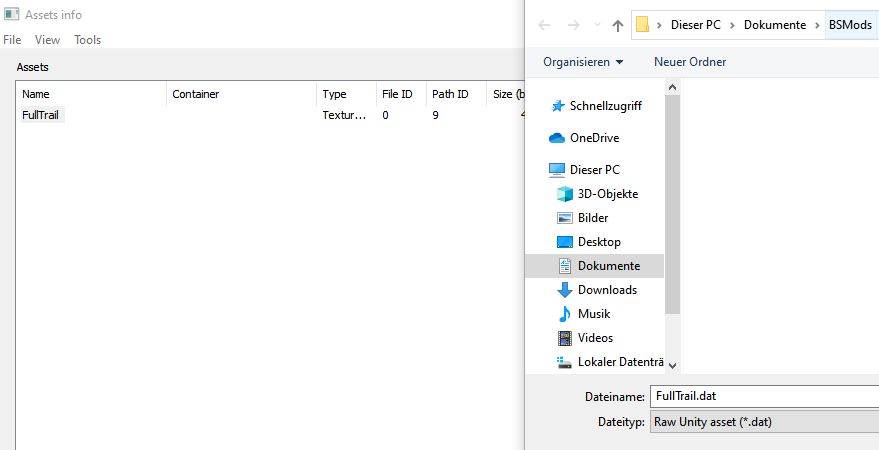 Assets info
File View Tools
Assets
Name Container Type File ID Path ID Size (b
FullTrail Textur... 0 9 4
Dieser PC Dokumente BSMods
Organisieren Neuer Ordner
Schnellzugriff
OneDrive
Dieser PC
3D-Objekte
Bilder
Desktop
Dokumente
Downloads
Musik
Videos
Lokaler Datenträ
Dateiname: FullTrail.dat
Dateityp: Raw Unity asset (*.dat)